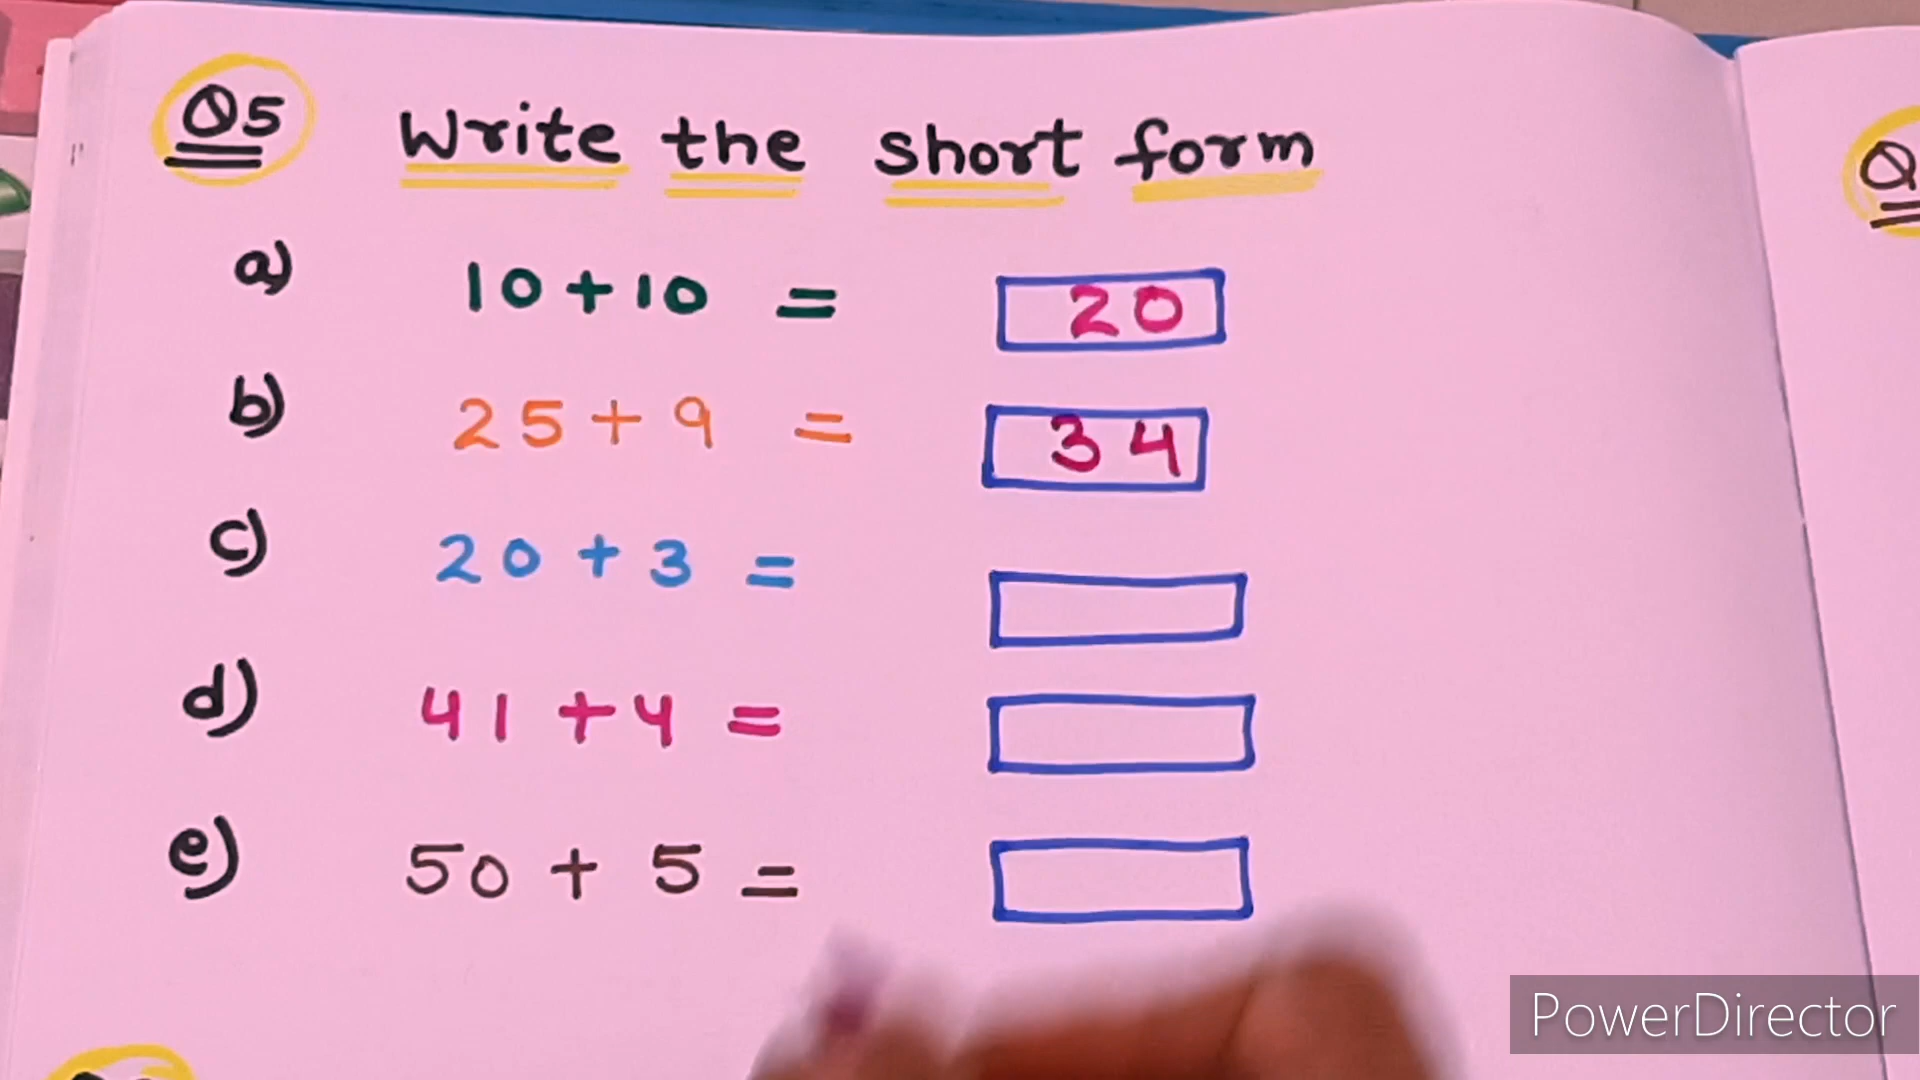 Q5 Write the short form
a) 10+10 = 20
b) 25+9 = 34
c) 20+3 =
d) 41+4 =
e) 50+5 =
Q
PowerDirector